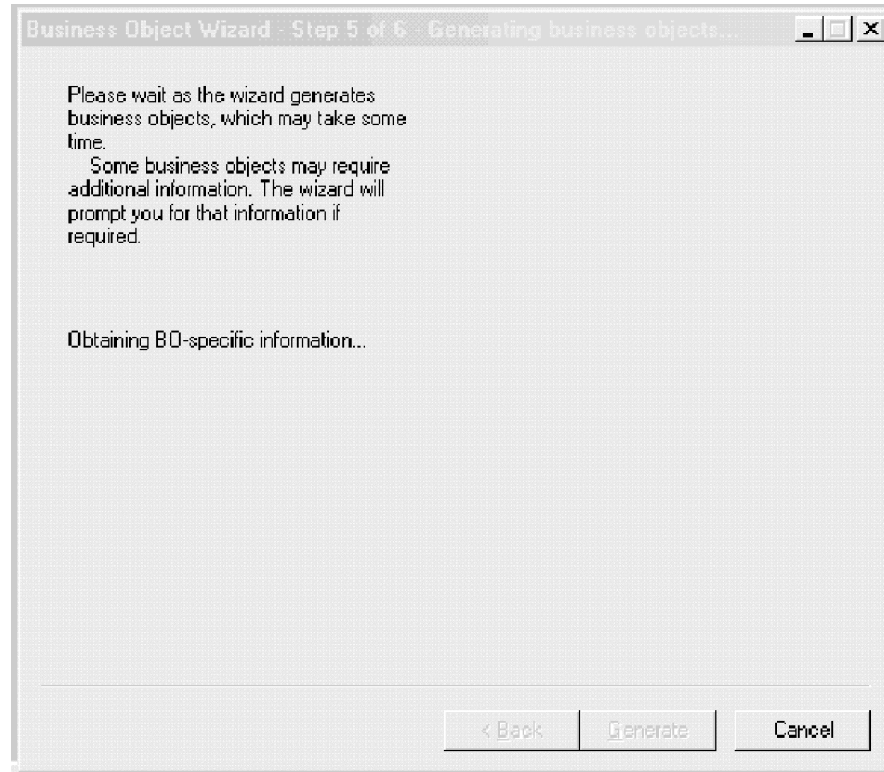 Business Object Wizard - Step 5 of 6 - Generating business objects...
Please wait as the wizard generates
business objects, which may take some
time.
Some business objects may require
additional information. The wizard will
prompt you for that information if
required.
Obtaining BO-specific information...
< Back
Generate
Cancel